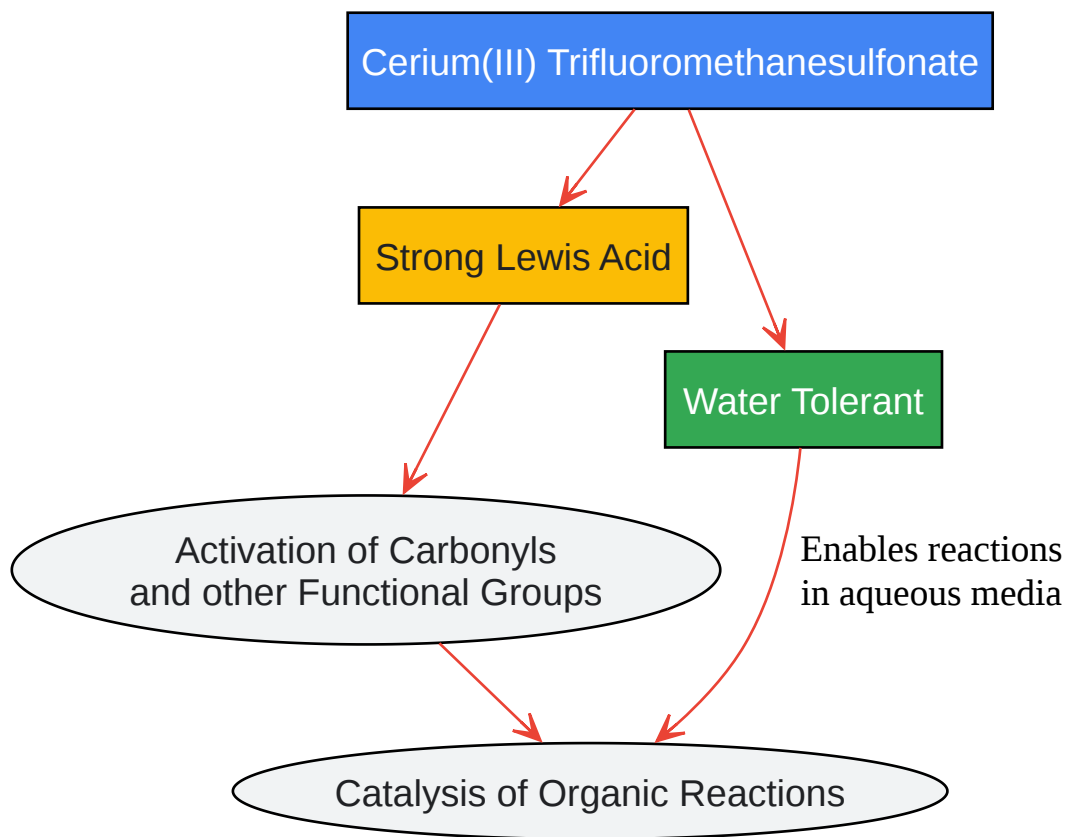 Cerium(III) Trifluoromethanesulfonate
Strong Lewis Acid
Water Tolerant
Activation of Carbonyls
and other Functional Groups
Enables reactions
in aqueous media
Catalysis of Organic Reactions